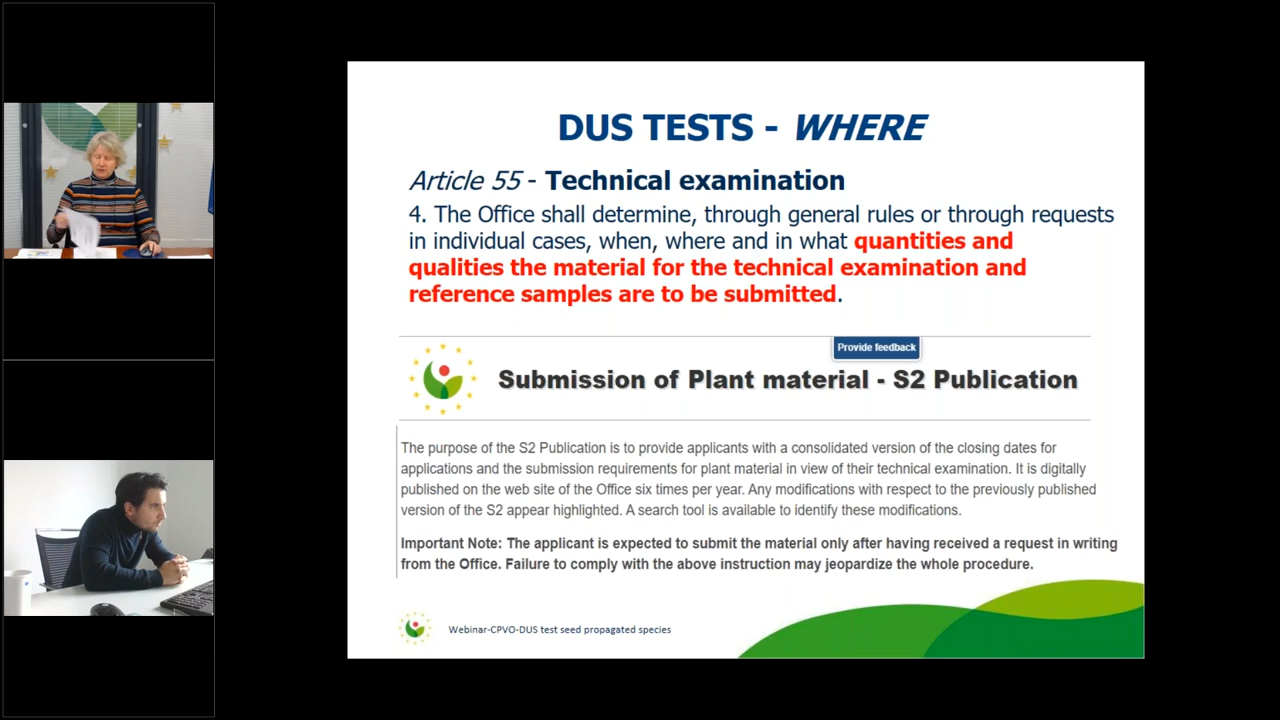 DUS TESTS - WHERE
Article 55 - Technical examination
4. The Office shall determine, through general rules or through requests
in individual cases, when, where and in what quantities and
qualities the material for the technical examination and
reference samples are to be submitted.
Provide feedback
Submission of Plant material - S2 Publication
The purpose of the S2 Publication is to provide applicants with a consolidated version of the closing dates for
applications and the submission requirements for plant material in view of their technical examination. It is digitally
published on the web site of the Office six times per year. Any modifications with respect to the previously published
version of the S2 appear highlighted. A search tool is available to identify these modifications.
Important Note: The applicant is expected to submit the material only after having received a request in writing
from the Office. Failure to comply with the above instruction may jeopardize the whole procedure.
Webinar-CPVO-DUS test seed propagated species